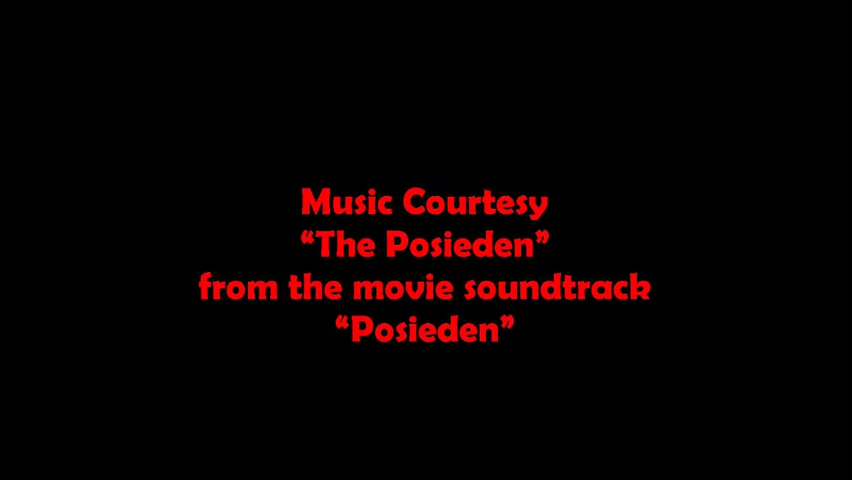 Music Courtesy
“The Posieden”
from the movie soundtrack
“Posieden”